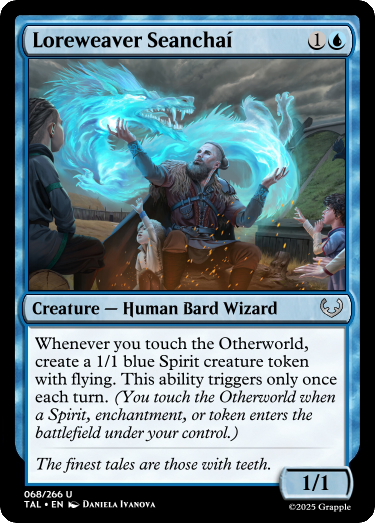 Loreweaver Seanchaí 1
Creature — Human Bard Wizard
Whenever you touch the Otherworld,
create a 1/1 blue Spirit creature token
with flying. This ability triggers only once
each turn. (You touch the Otherworld when
a Spirit, enchantment, or token enters the
battlefield under your control.)
The finest tales are those with teeth.
1/1
068/266 U
TAL • EN Daniela Ivanova
©2025 Grapple